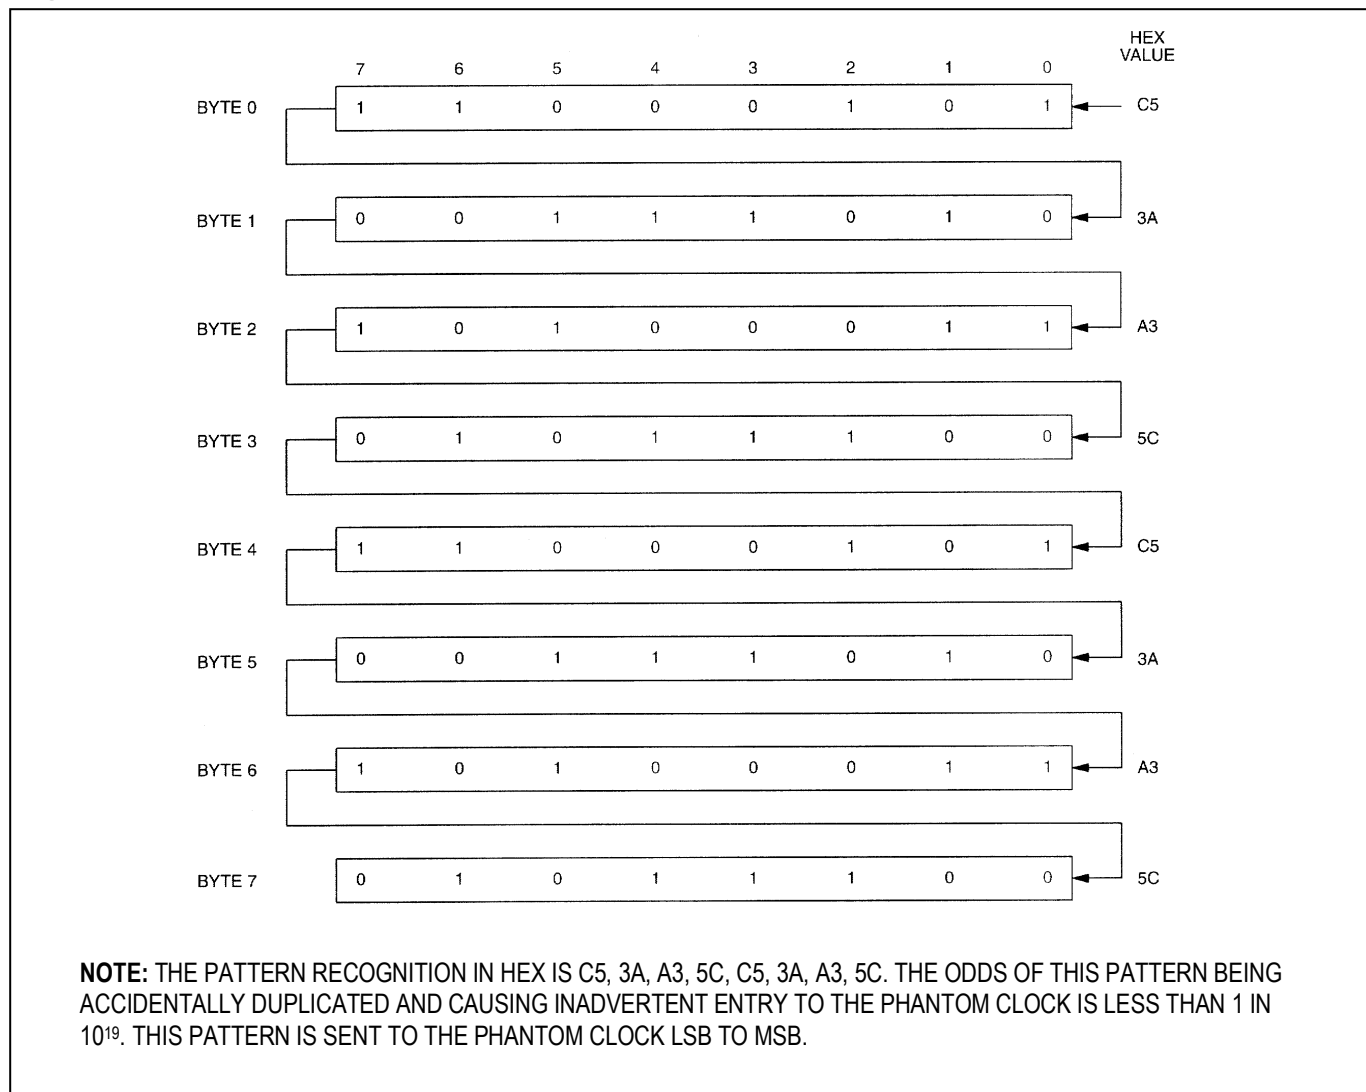 HEX
VALUE
7 6 5 4 3 2 1 0
BYTE 0 1 1 0 0 0 1 0 1 C5
BYTE 1 0 0 1 1 1 0 1 0 3A
BYTE 2 1 0 1 0 0 0 1 1 A3
BYTE 3 0 1 0 1 1 1 0 0 5C
BYTE 4 1 1 0 0 0 1 0 1 C5
BYTE 5 0 0 1 1 1 0 1 0 3A
BYTE 6 1 0 1 0 0 0 1 1 A3
BYTE 7 0 1 0 1 1 1 0 0 5C
NOTE: THE PATTERN RECOGNITION IN HEX IS C5, 3A, A3, 5C, C5, 3A, A3, 5C. THE ODDS OF THIS PATTERN BEING
ACCIDENTALLY DUPLICATED AND CAUSING INADVERTENT ENTRY TO THE PHANTOM CLOCK IS LESS THAN 1 IN
10¹⁹. THIS PATTERN IS SENT TO THE PHANTOM CLOCK LSB TO MSB.